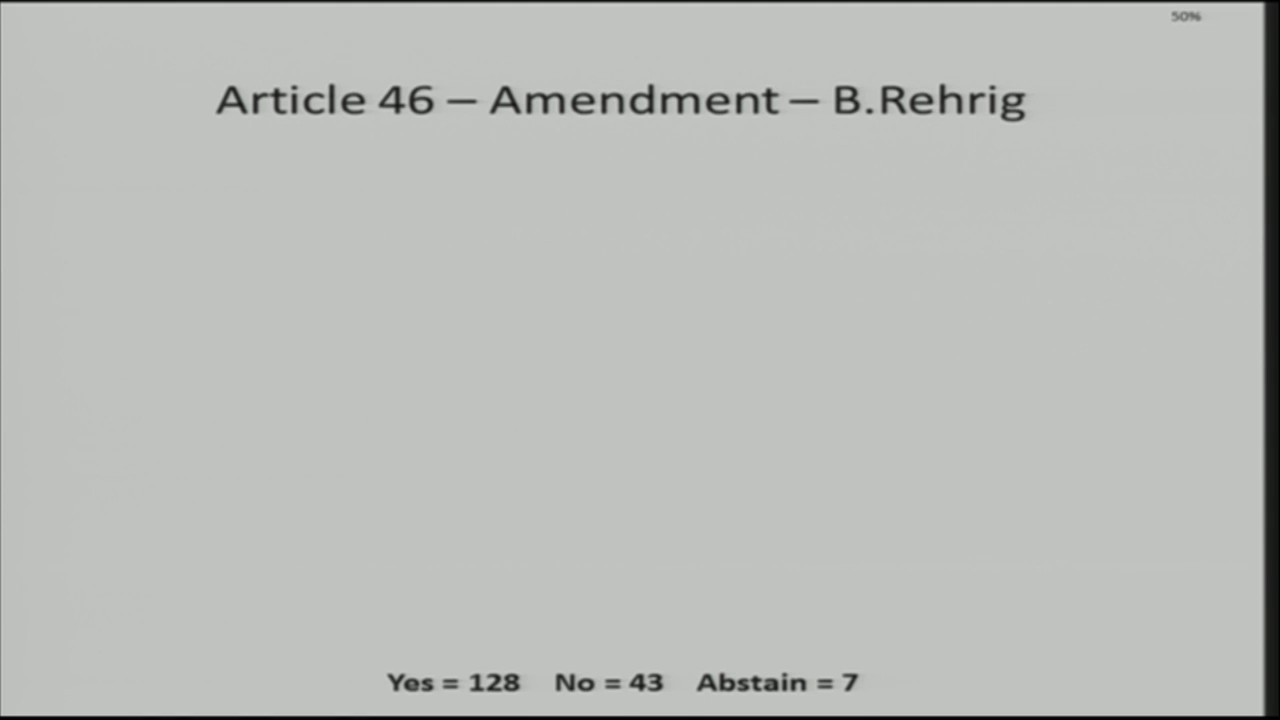 50%
Article 46 – Amendment – B.Rehrig
Yes = 128 No = 43 Abstain = 7